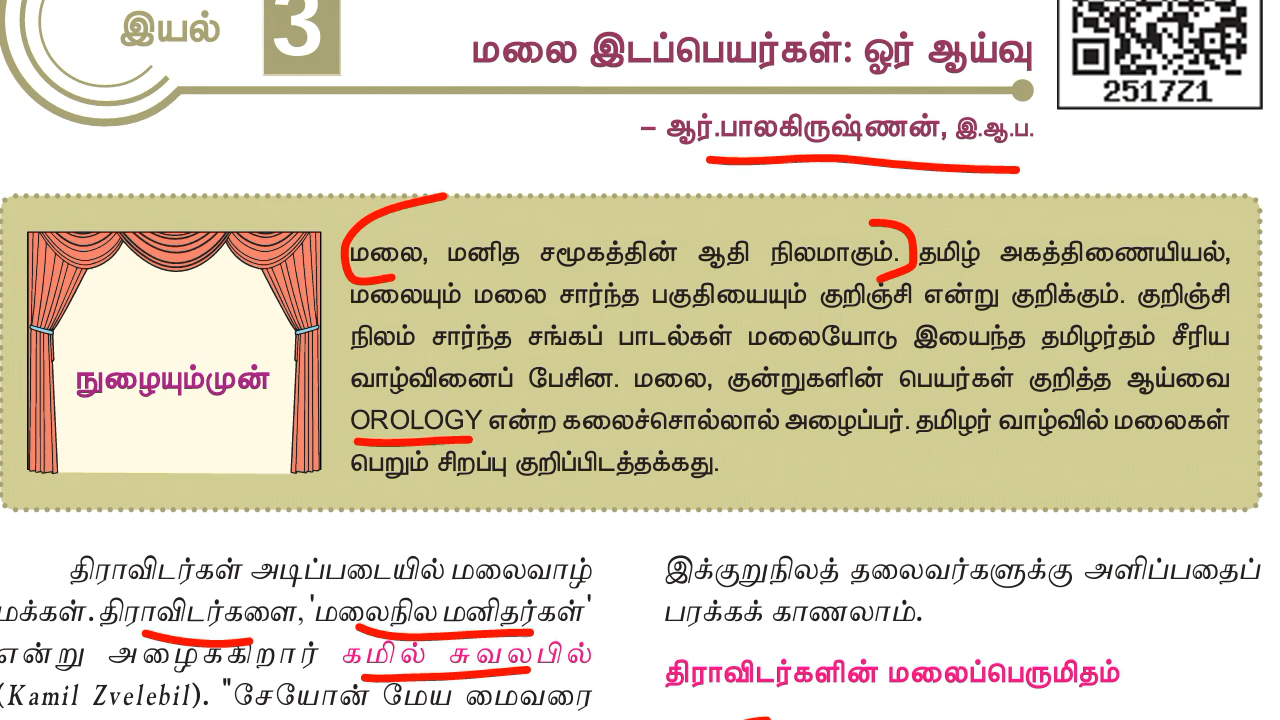 இயல் 3
மலை இடப்பெயர்கள்: ஓர் ஆய்வு
2517Z1
– ஆர்.பாலகிருஷ்ணன், இ.ஆ.ப.
நுழையும்முன்
மலை, மனித சமூகத்தின் ஆதி நிலமாகும். தமிழ் அகத்திணையியல்,
மலையும் மலை சார்ந்த பகுதியையும் குறிஞ்சி என்று குறிக்கும். குறிஞ்சி
நிலம் சார்ந்த சங்கப் பாடல்கள் மலையோடு இயைந்த தமிழர்தம் சீரிய
வாழ்வினைப் பேசின. மலை, குன்றுகளின் பெயர்கள் குறித்த ஆய்வை
OROLOGY என்ற கலைச்சொல்லால் அழைப்பர். தமிழர் வாழ்வில் மலைகள்
பெறும் சிறப்பு குறிப்பிடத்தக்கது.
திராவிடர்கள் அடிப்படையில் மலைவாழ்
மக்கள். திராவிடர்களை, 'மலைநில மனிதர்கள்'
என்று அழைக்கிறார் கமில் சுவலபில்
(Kamil Zvelebil). "சேயோன் மேய மைவரை
இக்குறுநிலத் தலைவர்களுக்கு அளிப்பதைப்
பரக்கக் காணலாம்.
திராவிடர்களின் மலைப்பெருமிதம்